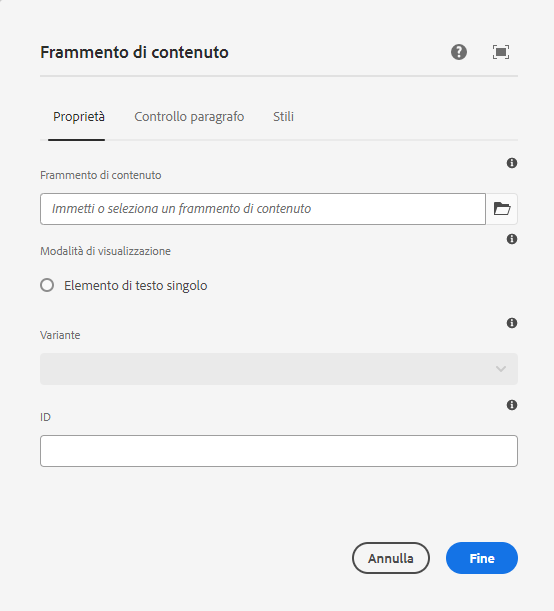 Frammento di contenuto
Proprietà Controllo paragrafo Stili
Frammento di contenuto
Immetti o seleziona un frammento di contenuto
Modalità di visualizzazione
Elemento di testo singolo
Variante
ID
Annulla Fine